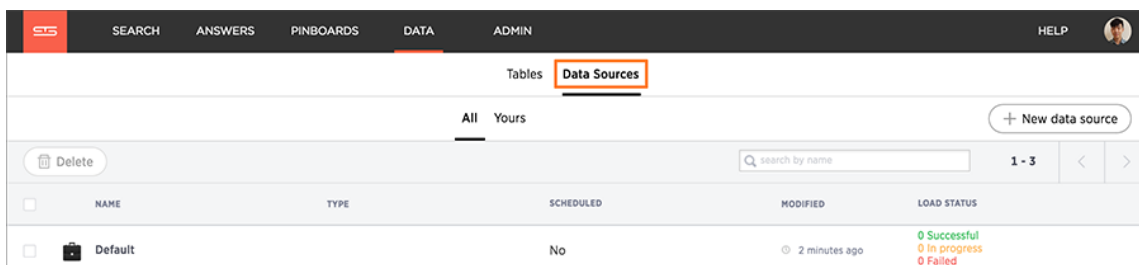 STS SEARCH ANSWERS PINBOARDS DATA ADMIN HELP
Tables Data Sources
All Yours + New data source
Delete search by name 1 - 3 < >
NAME TYPE SCHEDULED MODIFIED LOAD STATUS
0 Successful
Default No 2 minutes ago 0 In progress
0 Failed